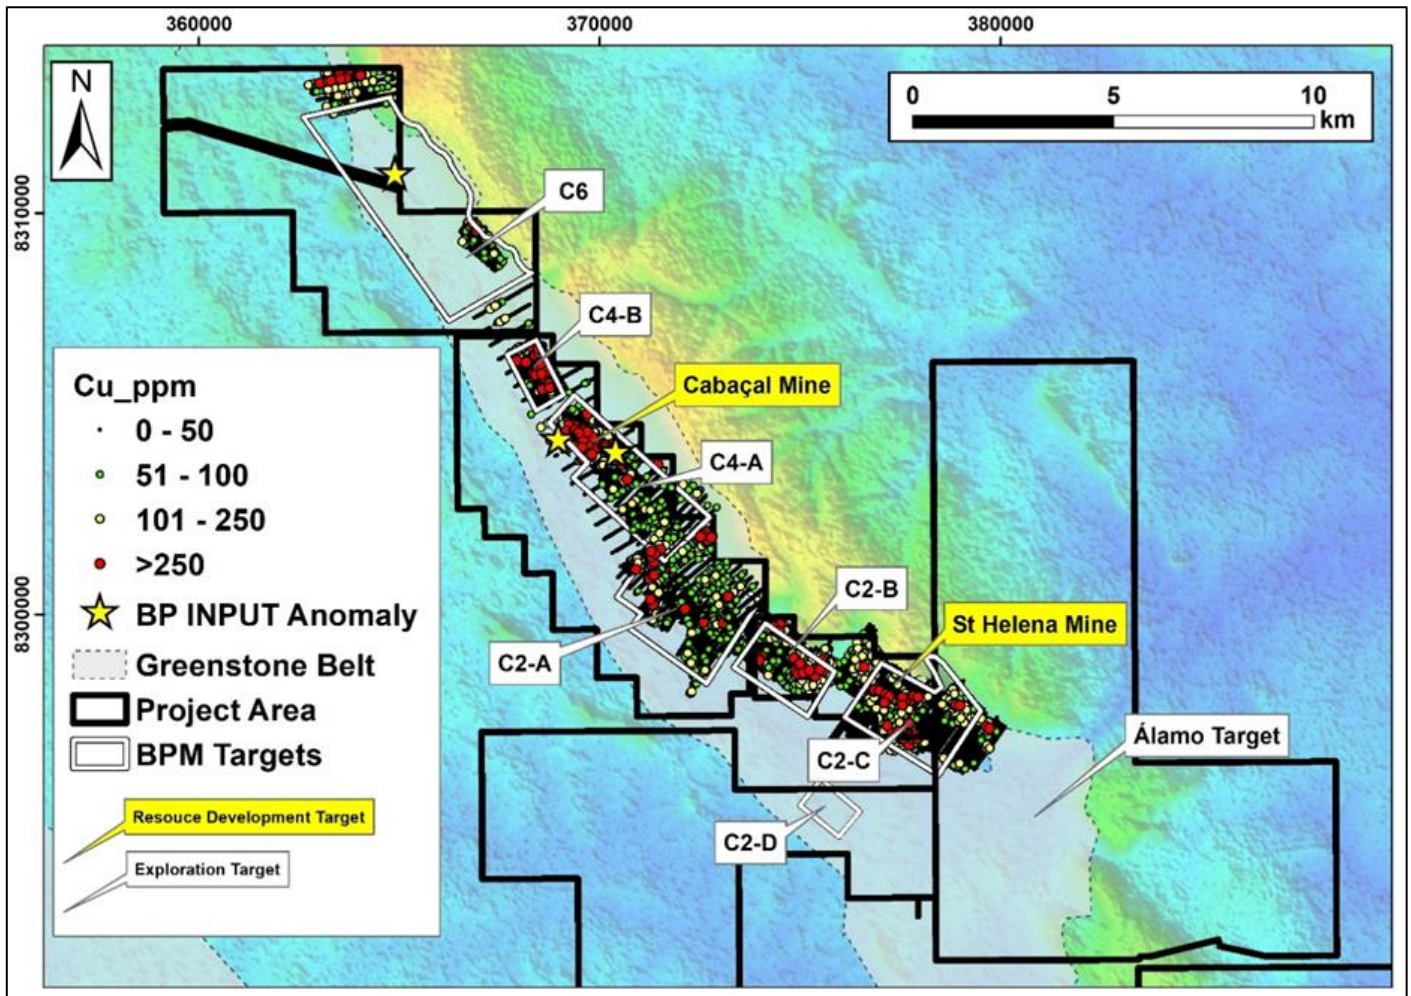 360000
370000
380000
N
0
5
10
km
8310000
C6
C4-B
Cabaçal Mine
Cu_ppm
0 - 50
C4-A
51 - 100
101 - 250
>250
C2-B
BP INPUT Anomaly
8300000
St Helena Mine
Greenstone Belt
C2-A
Project Area
Álamo Target
BPM Targets
C2-C
Resouce Development Target
C2-D
Exploration Target